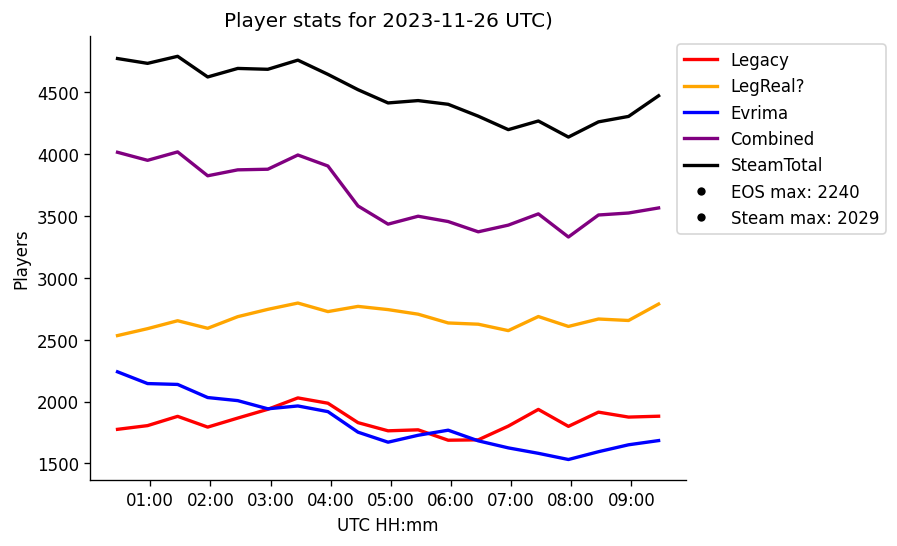 Player stats for 2023-11-26 UTC)
Legacy
LegReal?
Evrima
Combined
SteamTotal
EOS max: 2240
Steam max: 2029
Players
4500
4000
3500
3000
2500
2000
1500
01:00 02:00 03:00 04:00 05:00 06:00 07:00 08:00 09:00
UTC HH:mm